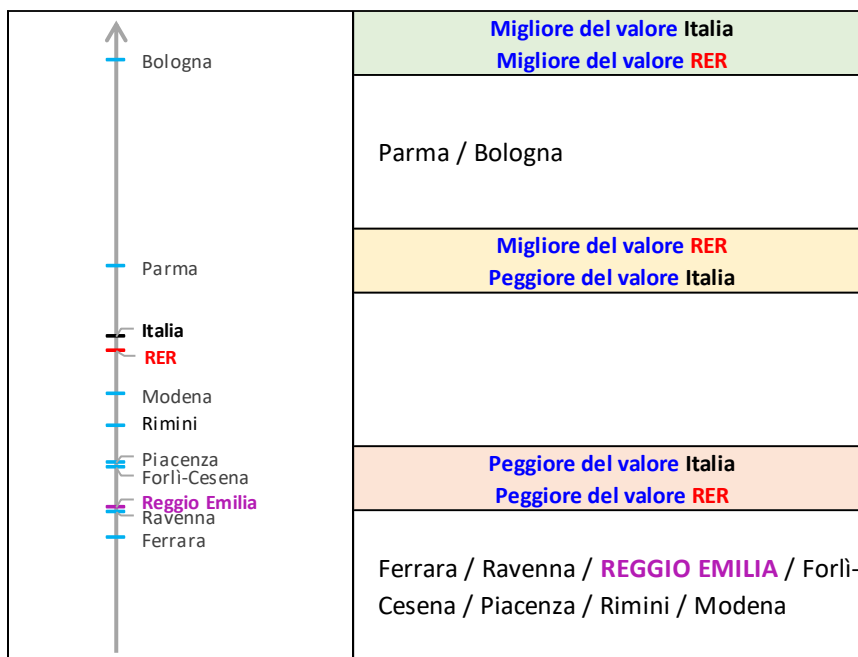 Bologna
Parma
Italia
RER
Modena
Rimini
Piacenza
Forlì-Cesena
Reggio Emilia
Ravenna
Ferrara
Migliore del valore Italia
Migliore del valore RER
Parma / Bologna
Migliore del valore RER
Peggiore del valore Italia
Peggiore del valore Italia
Peggiore del valore RER
Ferrara / Ravenna / REGGIO EMILIA / Forlì-
Cesena / Piacenza / Rimini / Modena